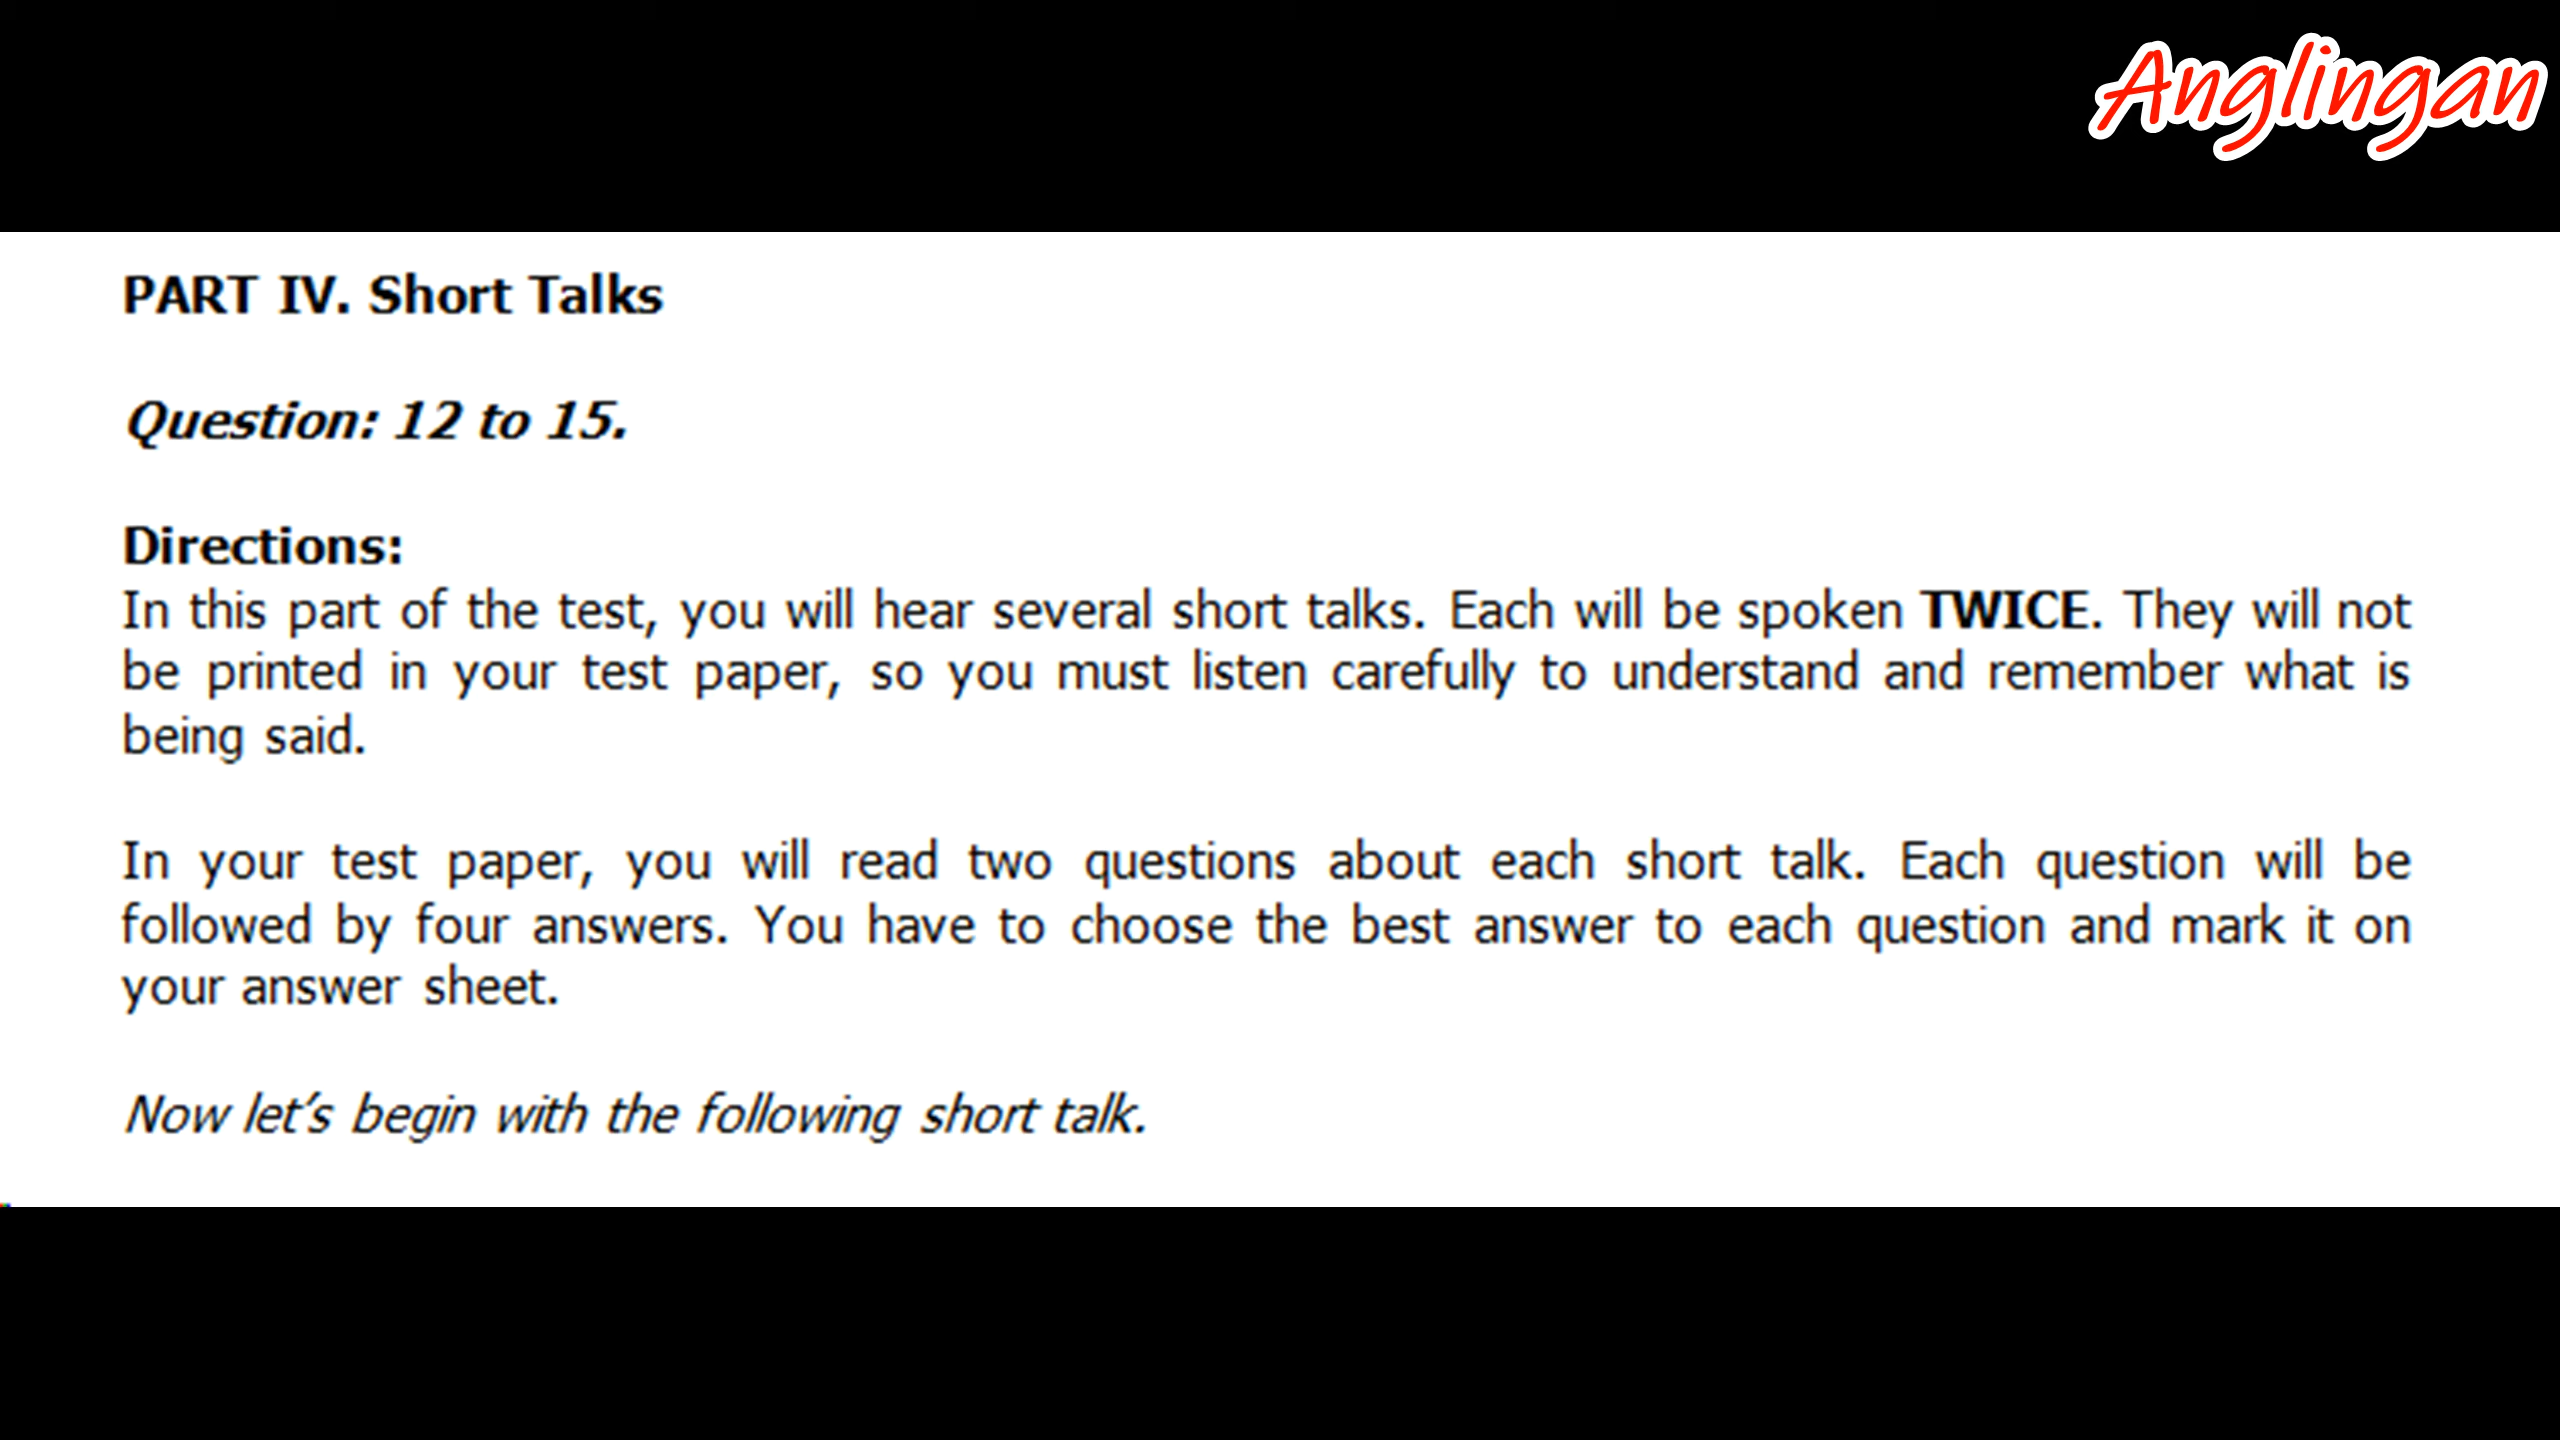 Anglingan
PART IV. Short Talks
Question: 12 to 15.
Directions:
In this part of the test, you will hear several short talks. Each will be spoken TWICE. They will not
be printed in your test paper, so you must listen carefully to understand and remember what is
being said.
In your test paper, you will read two questions about each short talk. Each question will be
followed by four answers. You have to choose the best answer to each question and mark it on
your answer sheet.
Now let’s begin with the following short talk.